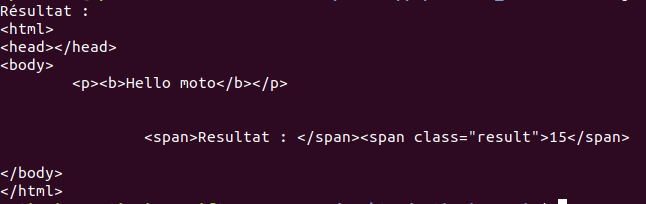 Résultat :
<html>
<head></head>
<body>
<p><b>Hello moto</b></p>
<span>Resultat : </span><span class="result">15</span>
</body>
</html>